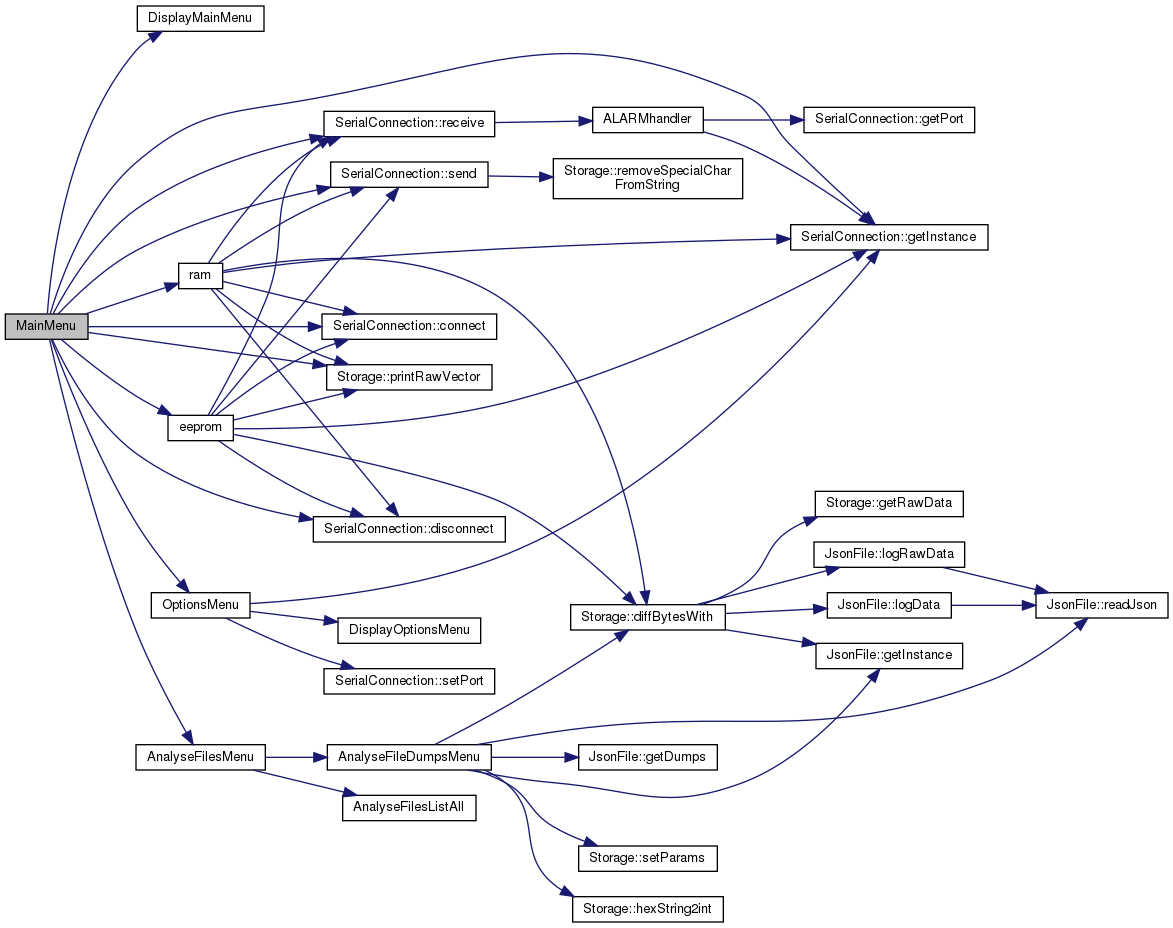 DisplayMainMenu
SerialConnection::receive
ALARMhandler
SerialConnection::getPort
SerialConnection::send
Storage::removeSpecialChar
FromString
SerialConnection::getInstance
ram
MainMenu
SerialConnection::connect
Storage::printRawVector
eeprom
SerialConnection::disconnect
Storage::getRawData
JsonFile::logRawData
OptionsMenu
Storage::diffBytesWith
JsonFile::logData
JsonFile::readJson
DisplayOptionsMenu
JsonFile::getInstance
SerialConnection::setPort
AnalyseFilesMenu
AnalyseFileDumpsMenu
JsonFile::getDumps
AnalyseFilesListAll
Storage::setParams
Storage::hexString2int